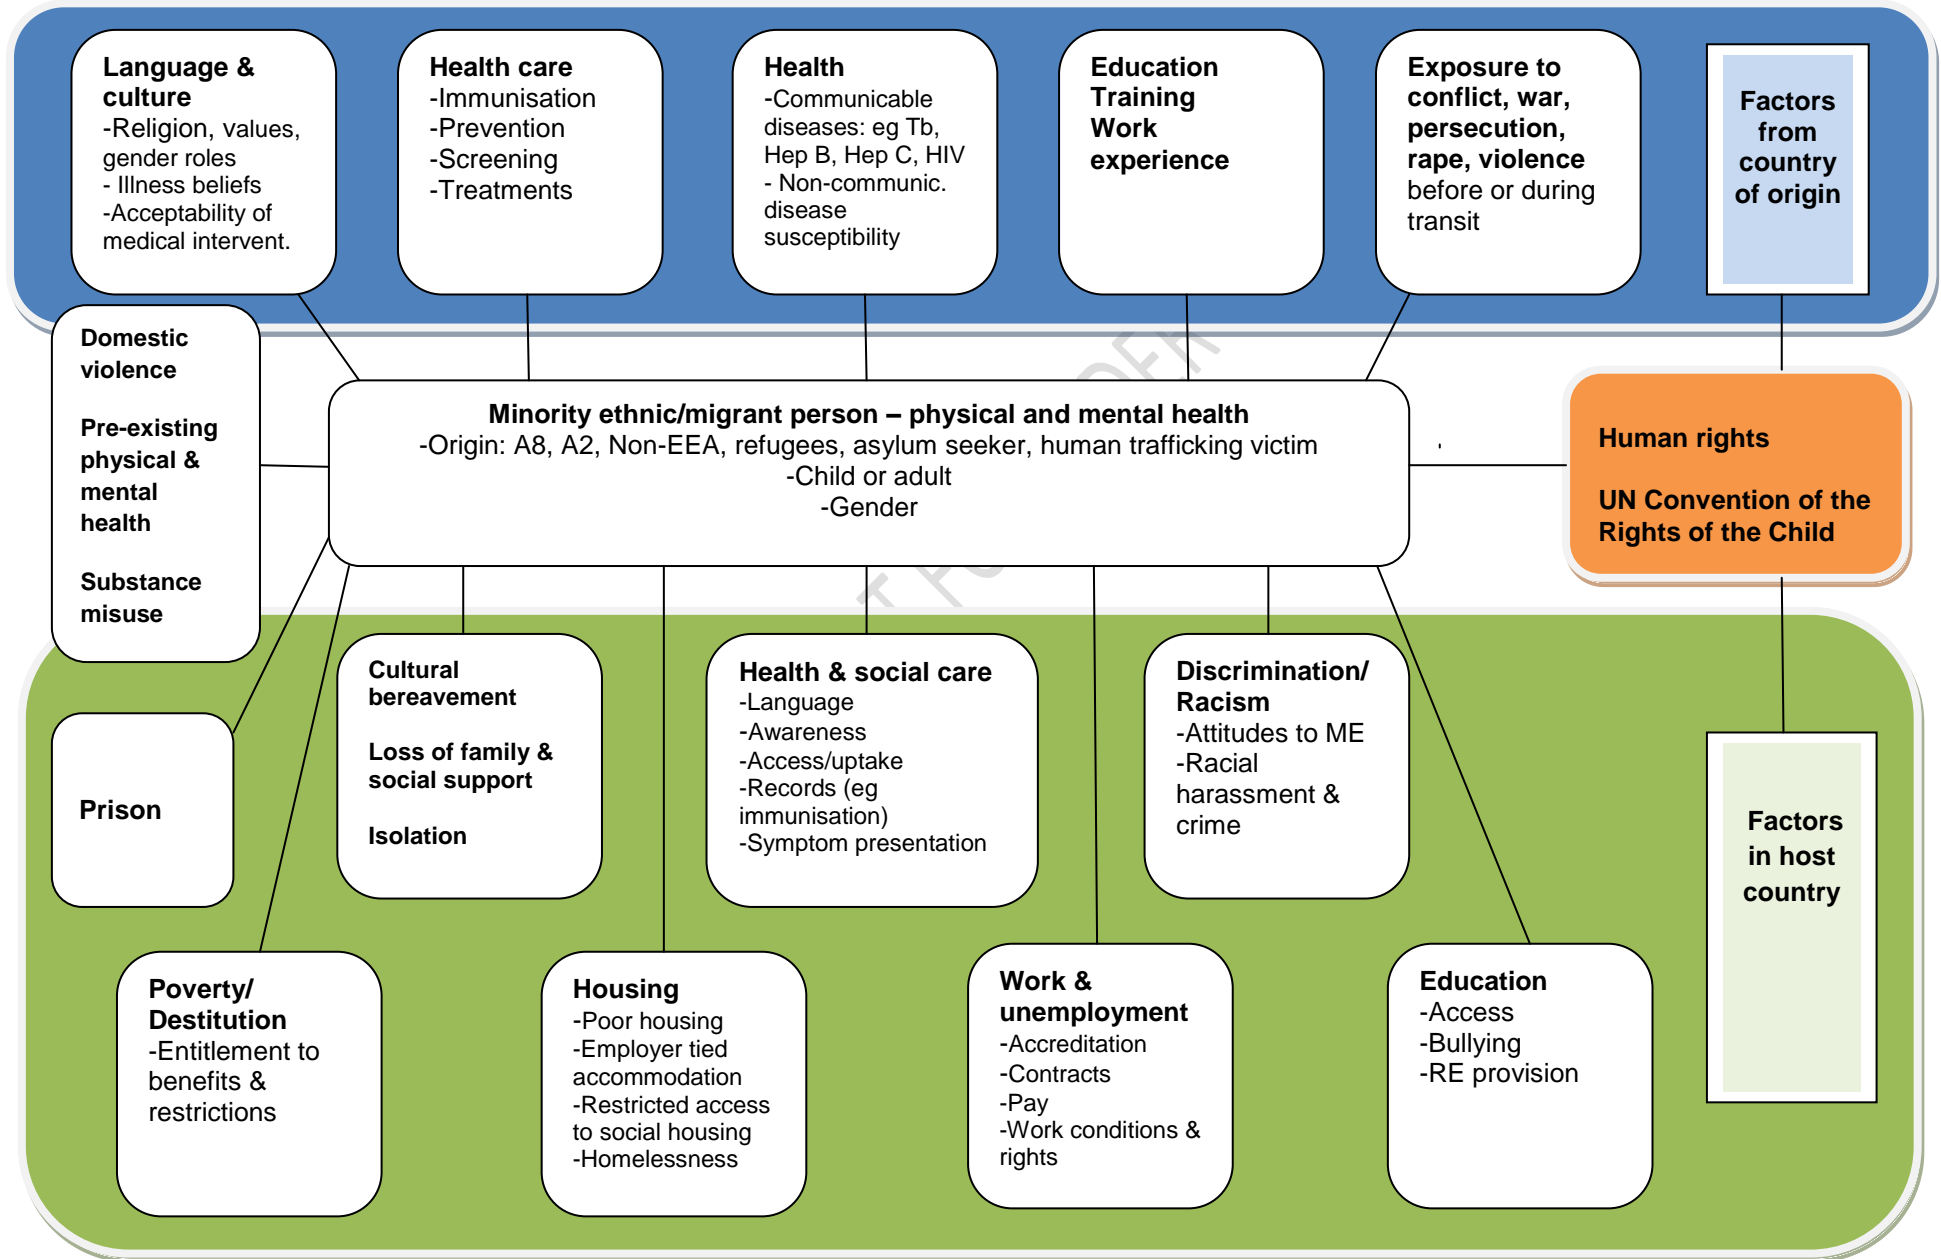 Language &
culture
-Religion, values,
gender roles
- Illness beliefs
-Acceptability of
medical intervent.
Health care
-Immunisation
-Prevention
-Screening
-Treatments
Health
-Communicable
diseases: eg Tb,
Hep B, Hep C, HIV
- Non-communic.
disease
susceptibility
Education
Training
Work
experience
Exposure to
conflict, war,
persecution,
rape, violence
before or during
transit
Factors
from
country
of origin
Domestic
violence
Pre-existing
physical &
mental
health
Substance
misuse
Minority ethnic/migrant person – physical and mental health
-Origin: A8, A2, Non-EEA, refugees, asylum seeker, human trafficking victim
-Child or adult
-Gender
Human rights
UN Convention of the
Rights of the Child
Prison
Cultural
bereavement
Loss of family &
social support
Isolation
Health & social care
-Language
-Awareness
-Access/uptake
-Records (eg
immunisation)
-Symptom presentation
Discrimination/
Racism
-Attitudes to ME
-Racial
harassment &
crime
Factors
in host
country
Poverty/
Destitution
-Entitlement to
benefits &
restrictions
Housing
-Poor housing
-Employer tied
accommodation
-Restricted access
to social housing
-Homelessness
Work &
unemployment
-Accreditation
-Contracts
-Pay
-Work conditions &
rights
Education
-Access
-Bullying
-RE provision